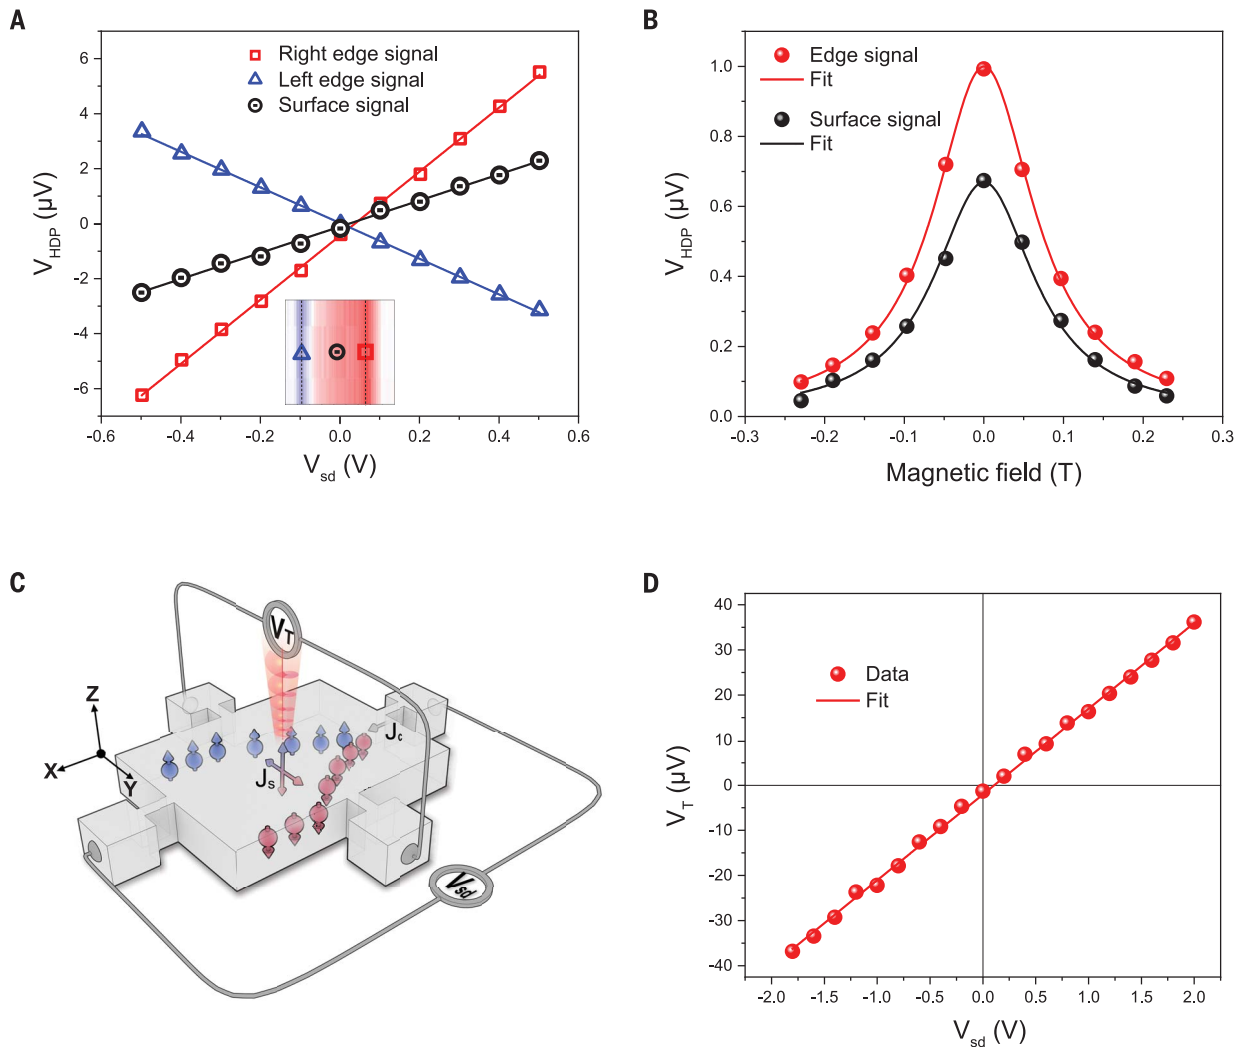 A
Right edge signal
Left edge signal
Surface signal
V_HDP (µV)
6
4
2
0
-2
-4
-6
-0.6 -0.4 -0.2 0.0 0.2 0.4 0.6
V_sd (V)
B
Edge signal
Fit
Surface signal
Fit
V_HDP (µV)
1.0
0.8
0.6
0.4
0.2
0.0
-0.3 -0.2 -0.1 0.0 0.1 0.2 0.3
Magnetic field (T)
C
V_T
Z
X
Y
J_c
J_s
V_sd
D
Data
Fit
V_T (µV)
40
30
20
10
0
-10
-20
-30
-40
-2.0 -1.5 -1.0 -0.5 0.0 0.5 1.0 1.5 2.0
V_sd (V)